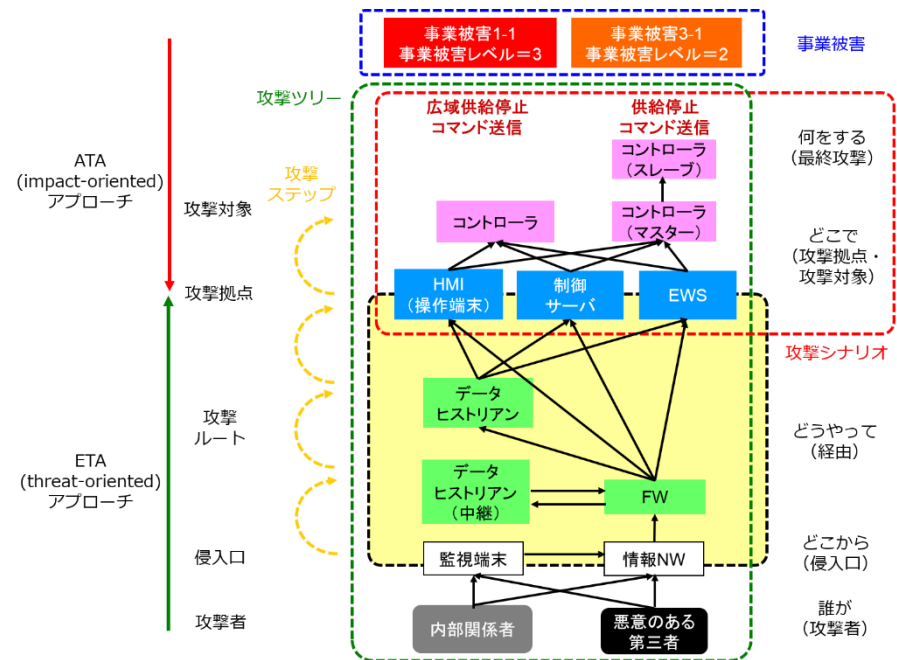 事業被害1-1
事業被害レベル＝3
事業被害3-1
事業被害レベル＝2
事業被害
攻撃ツリー
広域供給停止
コマンド送信
供給停止
コマンド送信
何をする
（最終攻撃）
ATA
(impact-oriented)
アプローチ
攻撃
ステップ
コントローラ
（スレーブ）
攻撃対象
コントローラ
コントローラ
（マスター）
どこで
（攻撃拠点・
攻撃対象）
攻撃拠点
HMI
（操作端末）
制御
サーバ
EWS
攻撃シナリオ
データ
ヒストリアン
攻撃
ルート
どうやって
（経由）
ETA
(threat-oriented)
アプローチ
データ
ヒストリアン
（中継）
FW
侵入口
監視端末
情報NW
どこから
（侵入口）
攻撃者
内部関係者
悪意のある
第三者
誰が
（攻撃者）